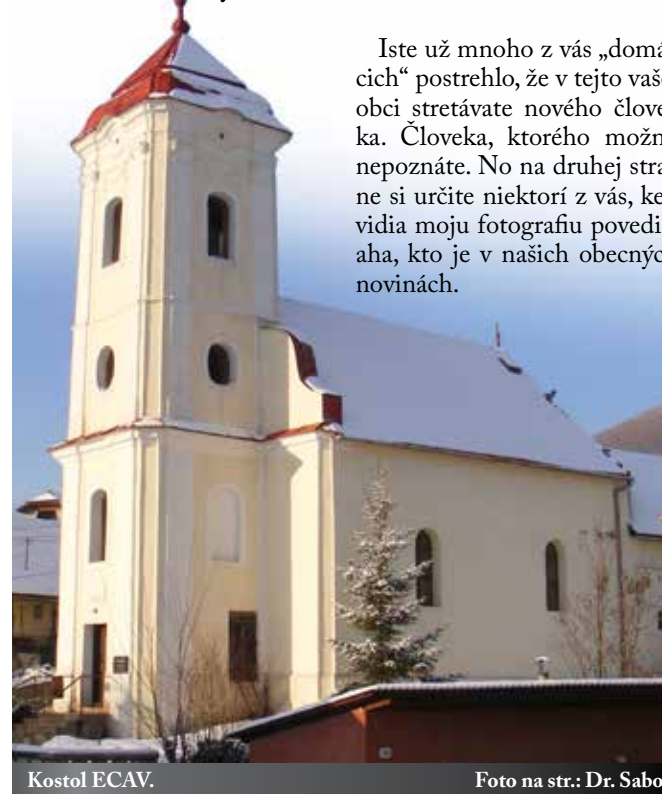 Iste už mnoho z vás „domá
cich“ postrehlo, že v tejto vaše
obci stretávate nového člove
ka. Človeka, ktorého možn
nepoznáte. No na druhej stra
ne si určite niektorí z vás, ke
vidia moju fotografiu povedi
aha, kto je v našich obecnýc
novinách.
Kostol ECAV. Foto na str.: Dr. Sabo